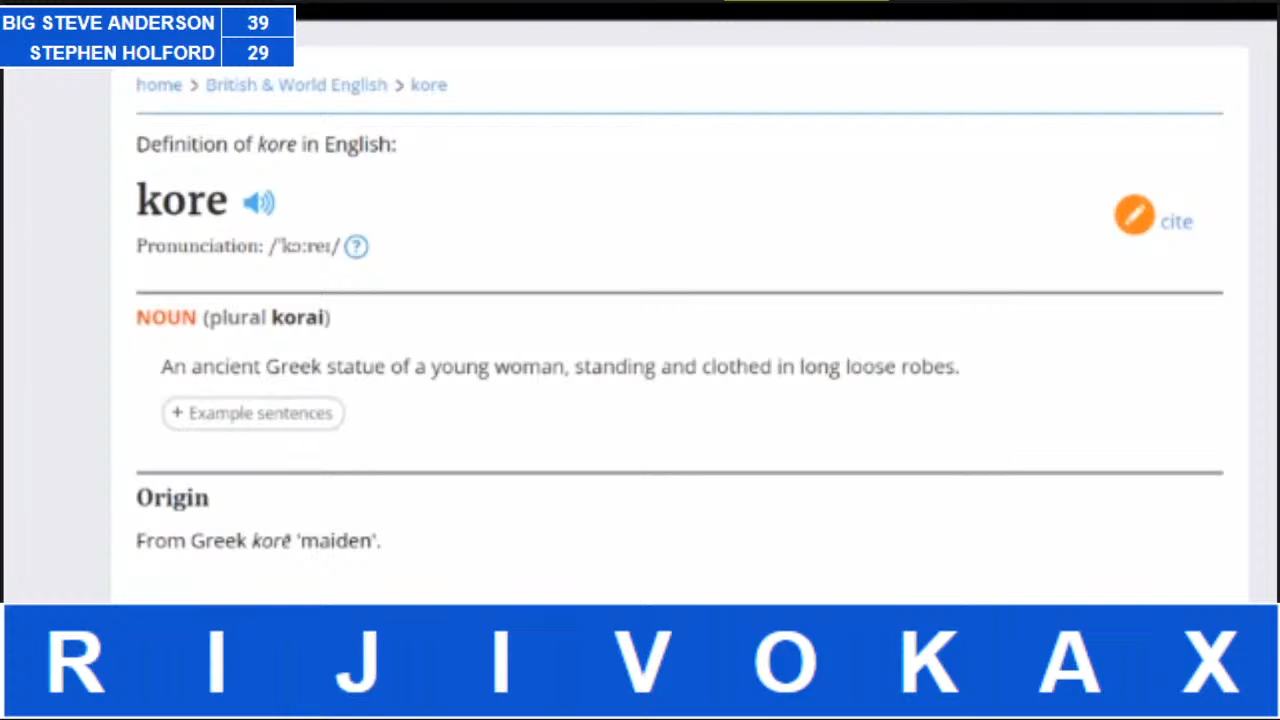 BIG STEVE ANDERSON 39
STEPHEN HOLFORD 29
home > British & World English > kore
Definition of kore in English:
kore
cite
Pronunciation: /ˈkɔːreɪ/ ?
NOUN (plural korai)
An ancient Greek statue of a young woman, standing and clothed in long loose robes.
+ Example sentences
Origin
From Greek korē 'maiden'.
R I J I V O K A X